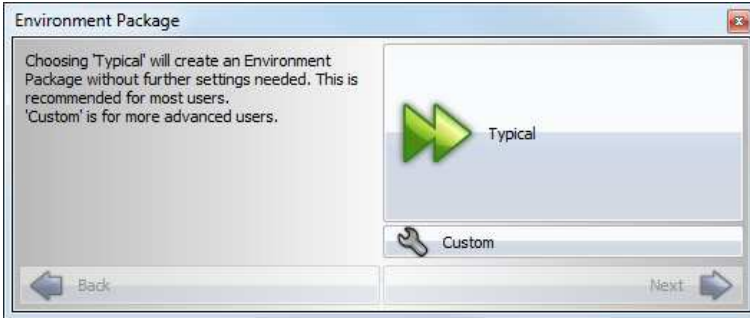 Environment Package
Choosing 'Typical' will create an Environment
Package without further settings needed. This is
recommended for most users.
'Custom' is for more advanced users.
Typical
Custom
Back
Next